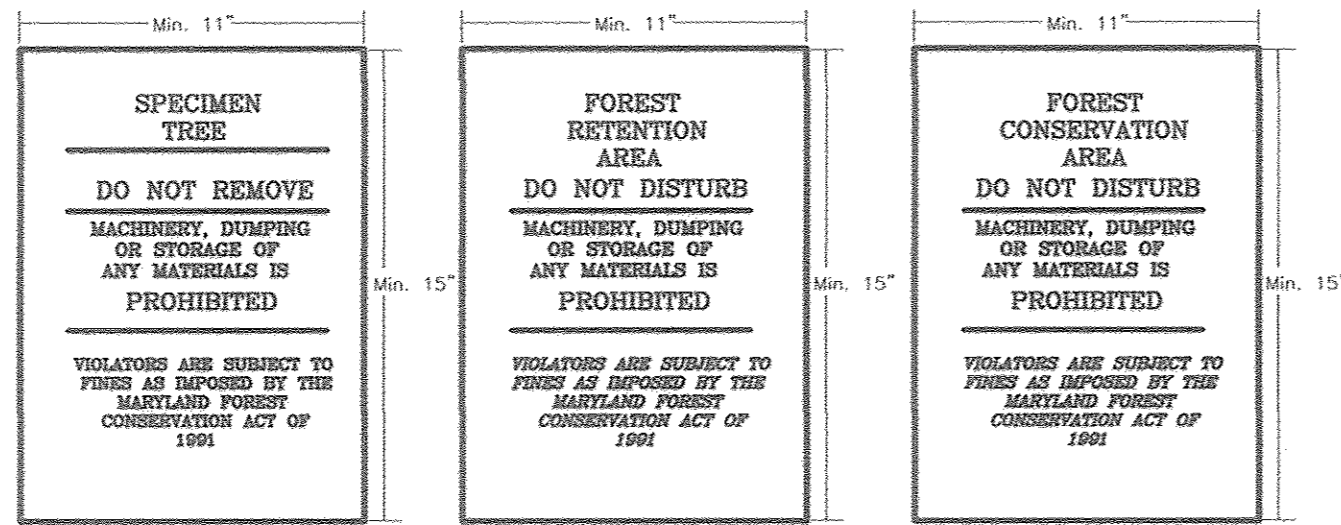 Min. 11"
SPECIMEN
TREE
DO NOT REMOVE
MACHINERY, DUMPING
OR STORAGE OF
ANY MATERIALS IS
PROHIBITED
VIOLATORS ARE SUBJECT TO
FINES AS IMPOSED BY THE
MARYLAND FOREST
CONSERVATION ACT OF
1991
Min. 15"
Min. 11"
FOREST
RETENTION
AREA
DO NOT DISTURB
MACHINERY, DUMPING
OR STORAGE OF
ANY MATERIALS IS
PROHIBITED
VIOLATORS ARE SUBJECT TO
FINES AS IMPOSED BY THE
MARYLAND FOREST
CONSERVATION ACT OF
1991
Min. 15"
Min. 11"
FOREST
CONSERVATION
AREA
DO NOT DISTURB
MACHINERY, DUMPING
OR STORAGE OF
ANY MATERIALS IS
PROHIBITED
VIOLATORS ARE SUBJECT TO
FINES AS IMPOSED BY THE
MARYLAND FOREST
CONSERVATION ACT OF
1991
Min. 15"